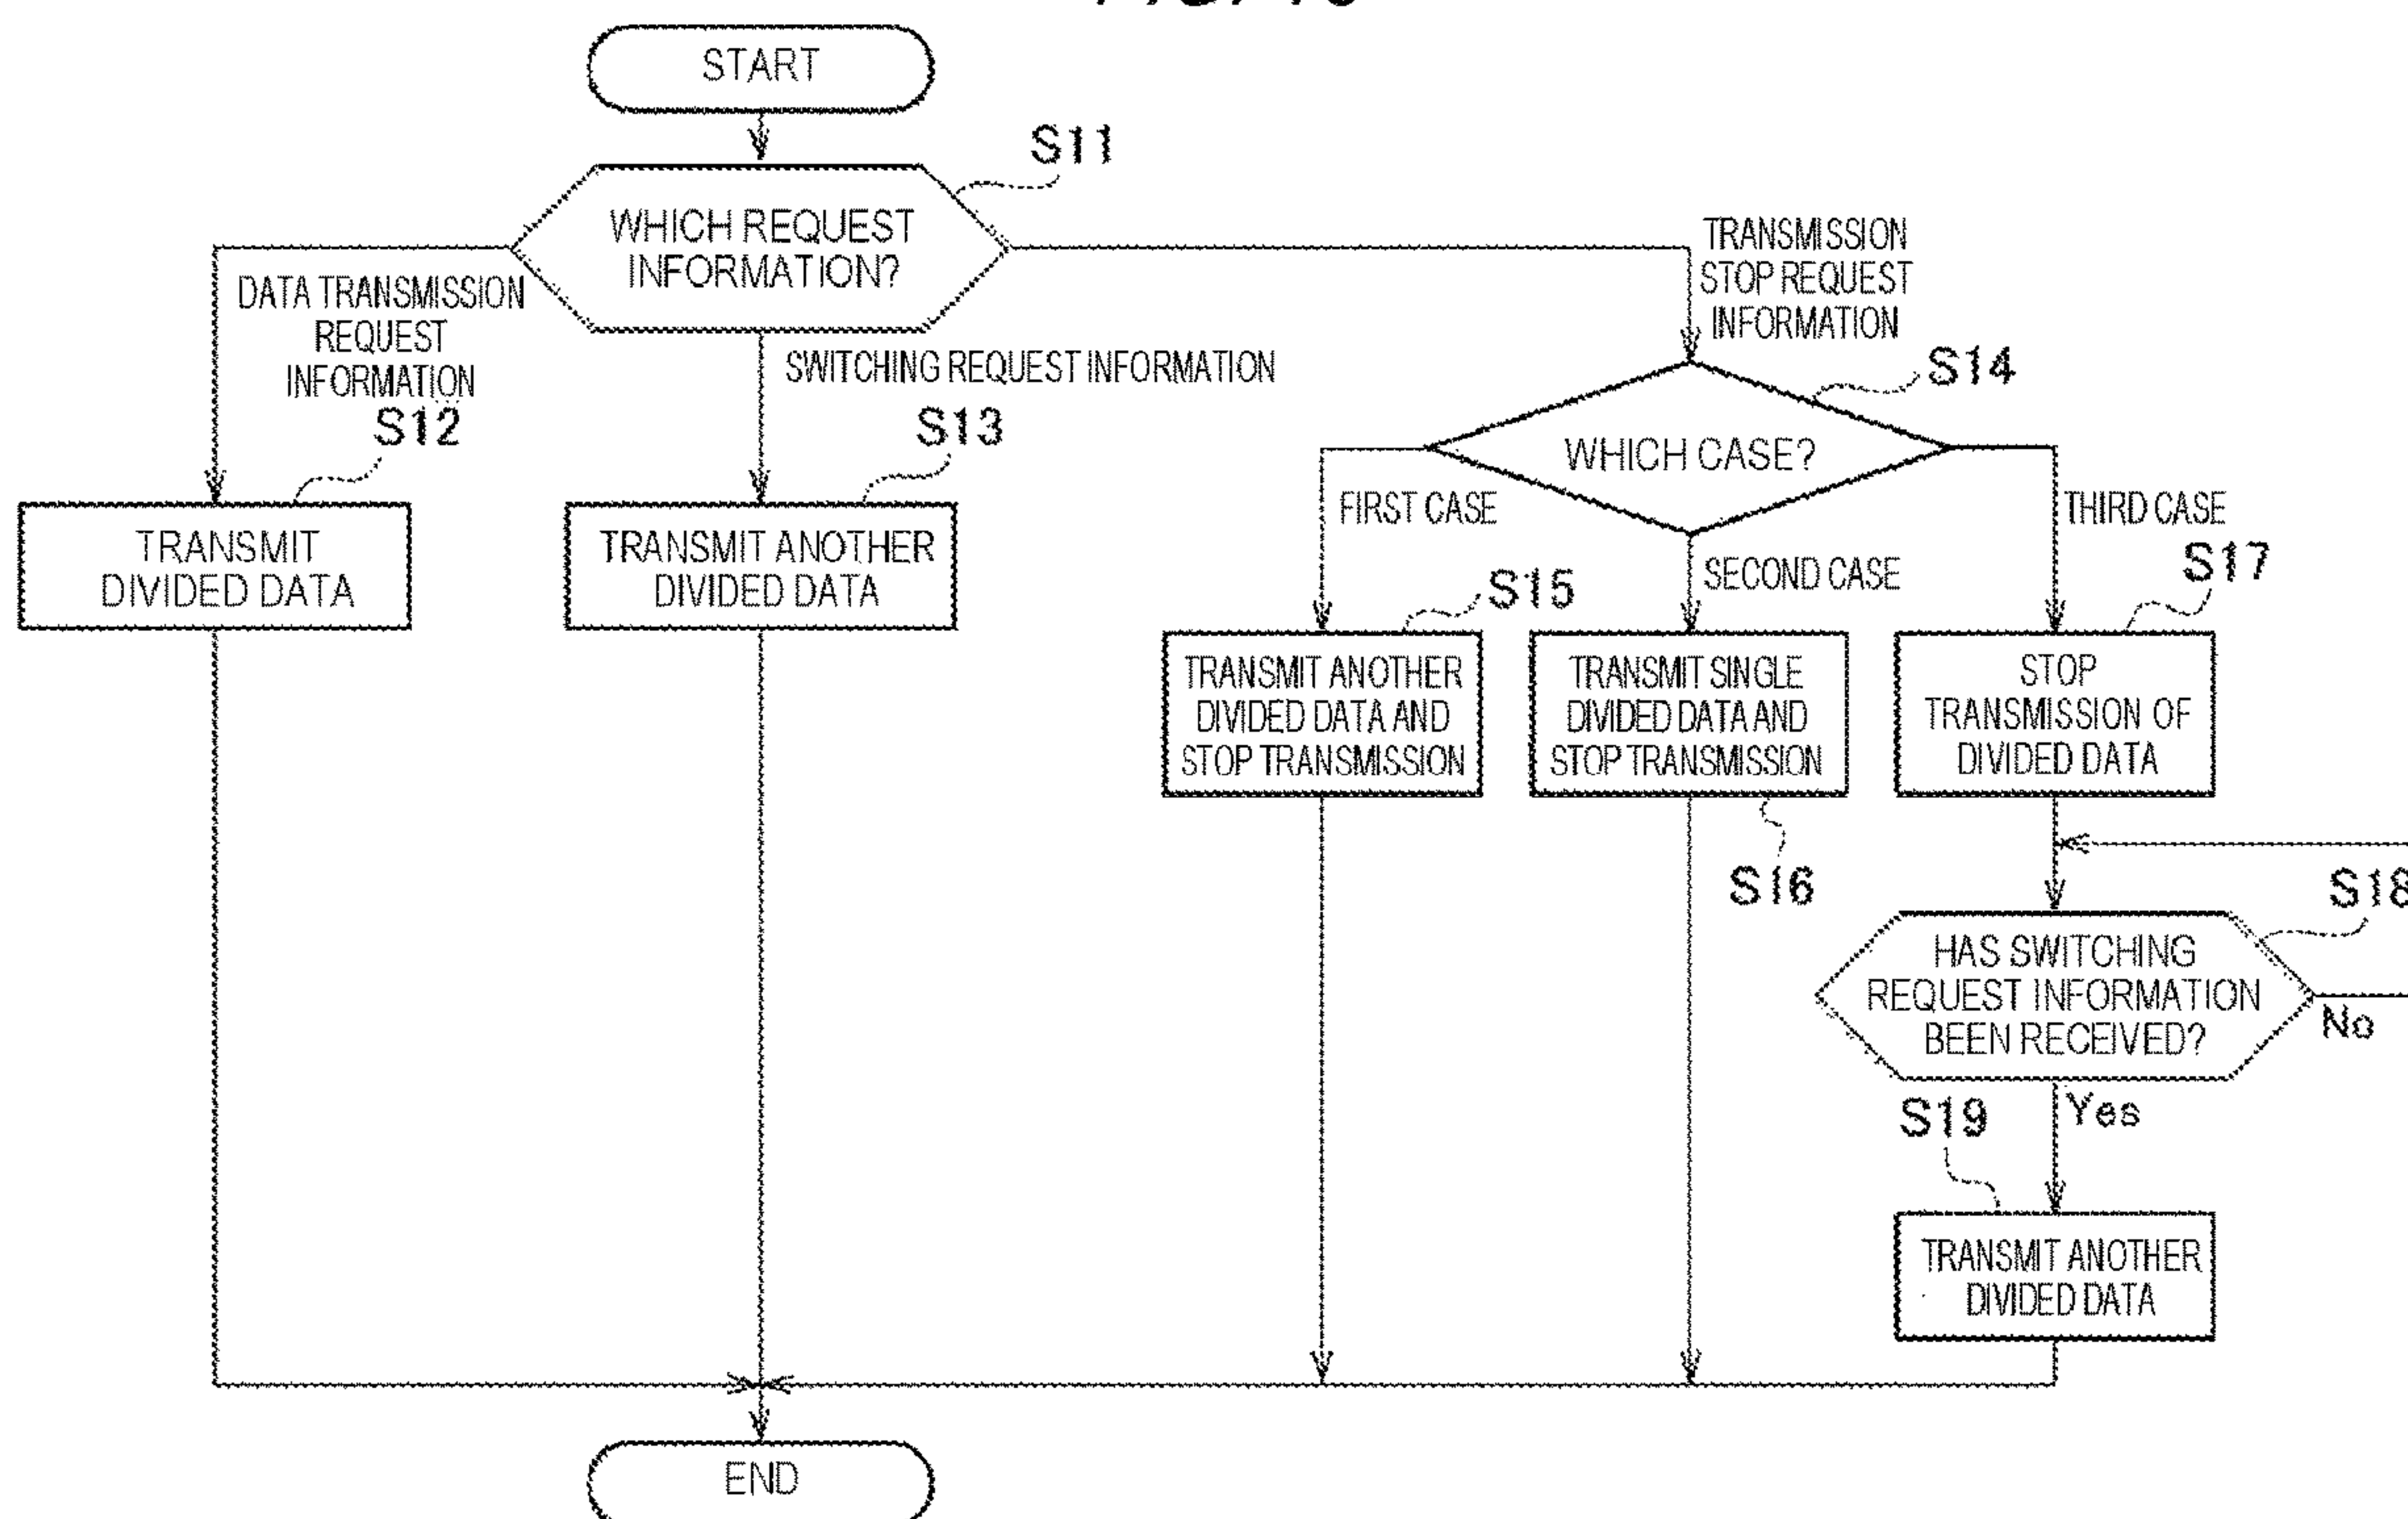 START
S11
WHICH REQUEST
INFORMATION?
DATA TRANSMISSION
REQUEST
INFORMATION
SWITCHING REQUEST INFORMATION
TRANSMISSION
STOP REQUEST
INFORMATION
S12
TRANSMIT
DIVIDED DATA
S13
TRANSMIT ANOTHER
DIVIDED DATA
S14
WHICH CASE?
FIRST CASE
SECOND CASE
THIRD CASE
S15
TRANSMIT ANOTHER
DIVIDED DATA AND
STOP TRANSMISSION
TRANSMIT SINGLE
DIVIDED DATA AND
STOP TRANSMISSION
S16
S17
STOP
TRANSMISSION OF
DIVIDED DATA
S18
HAS SWITCHING
REQUEST INFORMATION
BEEN RECEIVED?
No
Yes
S19
TRANSMIT ANOTHER
DIVIDED DATA
END